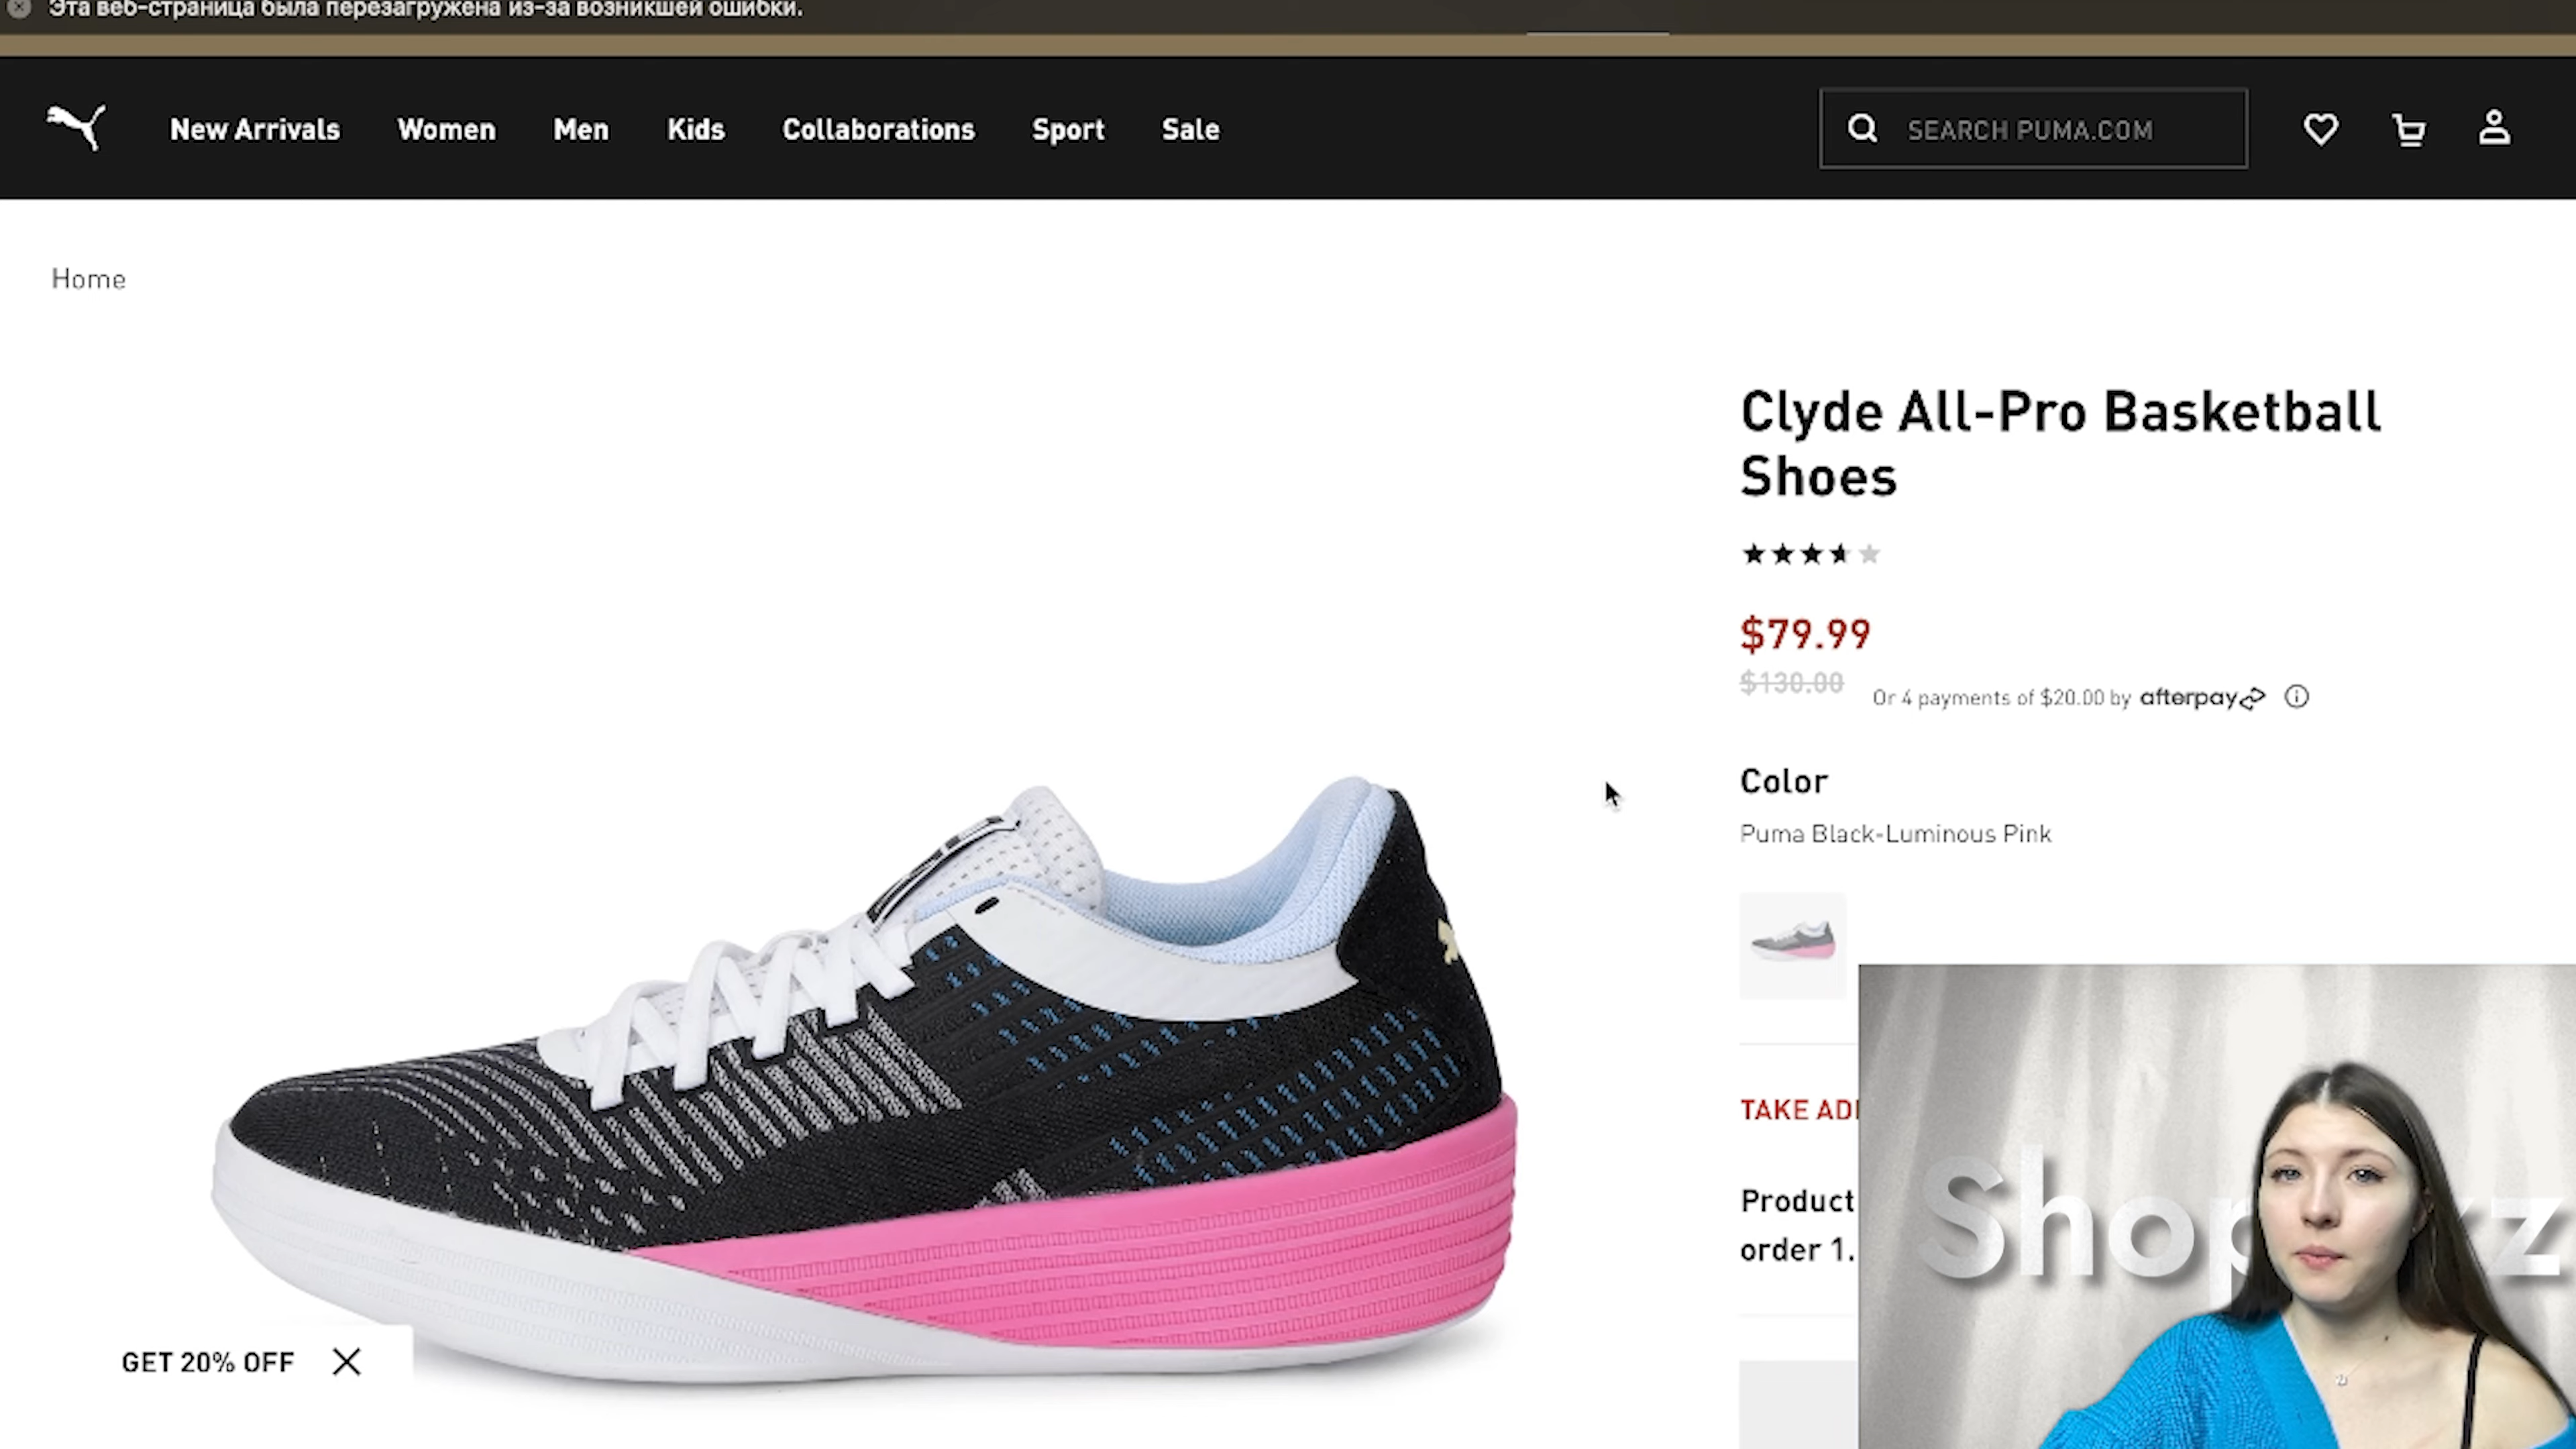 Эта веб-страница была перезагружена из-за возникшей ошибки.
New Arrivals Women Men Kids Collaborations Sport Sale SEARCH PUMA.COM
Home
Clyde All-Pro Basketball
Shoes
$79.99
$130.00 Or 4 payments of $20.00 by afterpay
Color
Puma Black-Luminous Pink
TAKE
Product
order 1.
GET 20% OFF